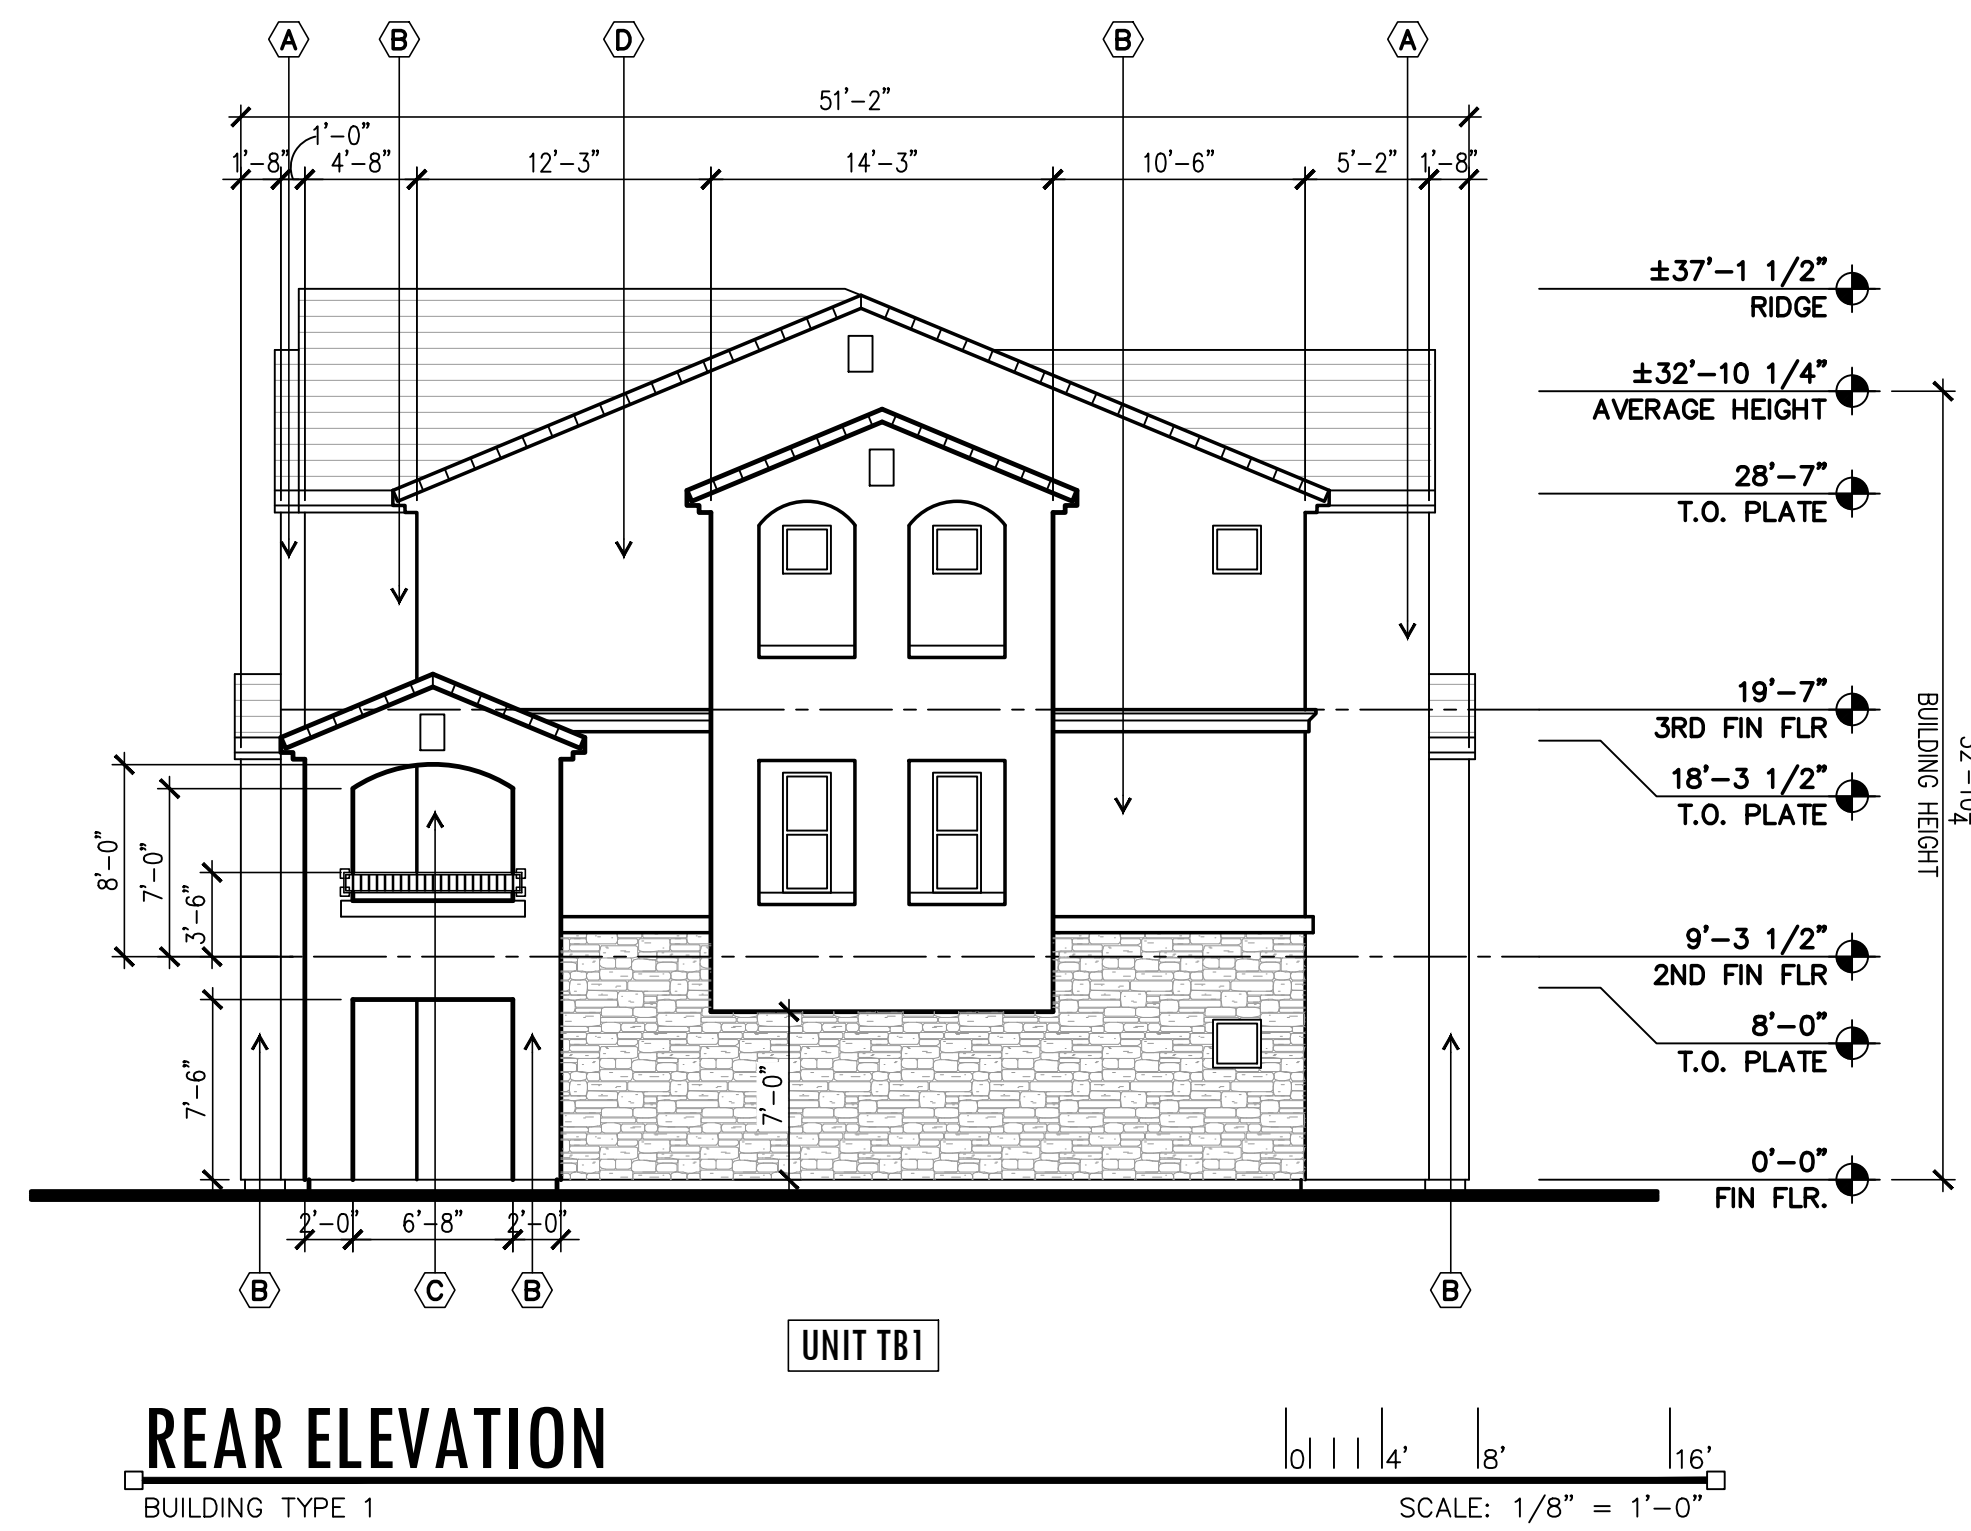 A B D B A
51'-2"
1'-0"
1'-8" 4'-8" 12'-3" 14'-3" 10'-6" 5'-2" 1'-8"
±37'-1 1/2"
RIDGE
±32'-10 1/4"
AVERAGE HEIGHT
28'-7"
T.O. PLATE
19'-7"
3RD FIN FLR
BUILDING HEIGHT
18'-3 1/2"
T.O. PLATE
8'-0"
7'-0"
3'-6"
9'-3 1/2"
2ND FIN FLR
8'-0"
T.O. PLATE
7'-6"
7'-0"
0'-0"
FIN FLR.
2'-0" 6'-8" 2'-0"
B C B B
UNIT TB1
REAR ELEVATION
0 4' 8' 16'
BUILDING TYPE 1
SCALE: 1/8" = 1'-0"